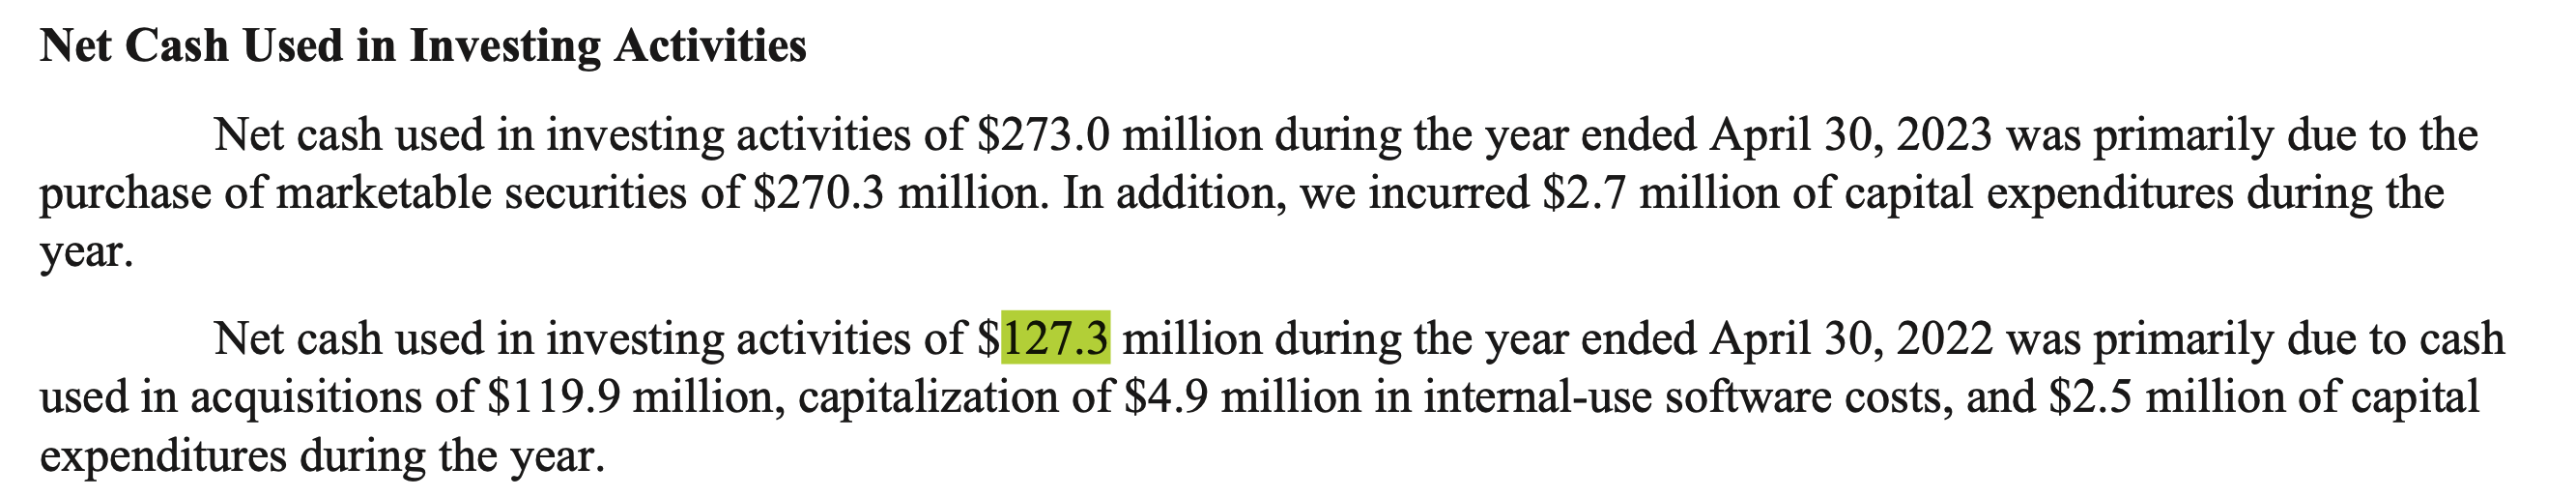 Net Cash Used in Investing Activities
Net cash used in investing activities of $273.0 million during the year ended April 30, 2023 was primarily due to the
purchase of marketable securities of $270.3 million. In addition, we incurred $2.7 million of capital expenditures during the
year.
Net cash used in investing activities of $127.3 million during the year ended April 30, 2022 was primarily due to cash
used in acquisitions of $119.9 million, capitalization of $4.9 million in internal-use software costs, and $2.5 million of capital
expenditures during the year.